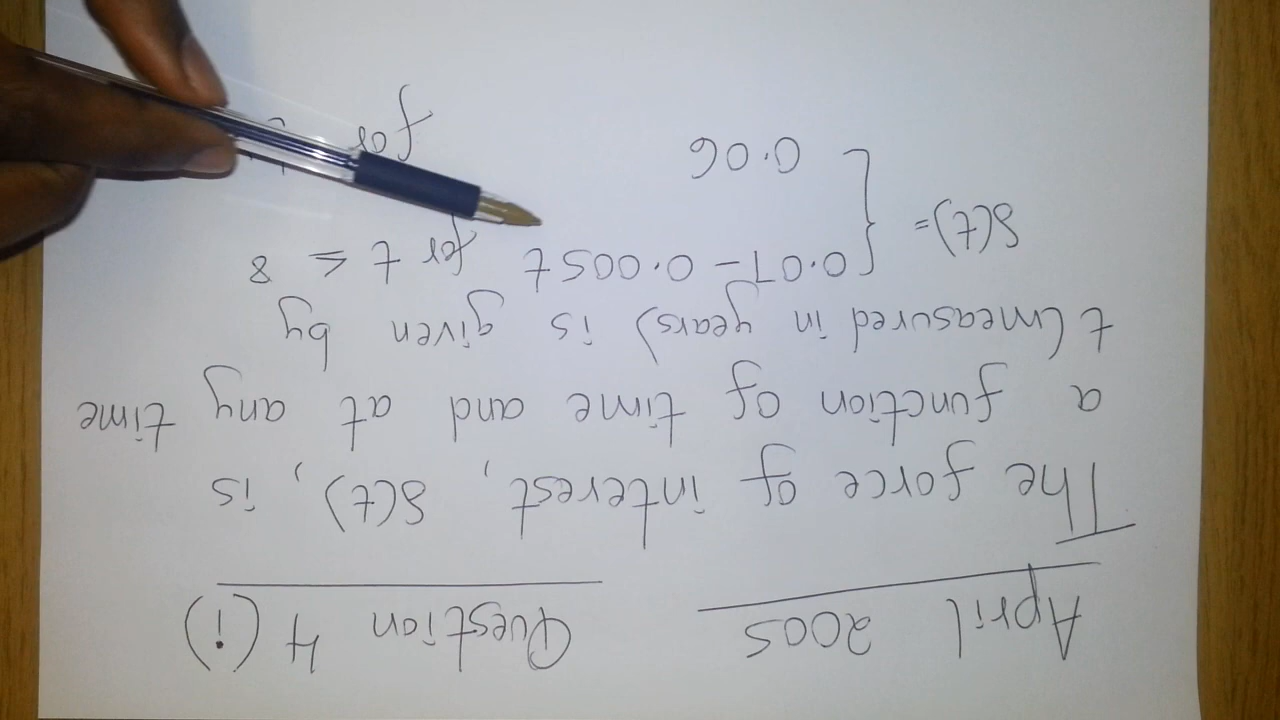 April 2005 Question 4 (i)
The force of interest, δ(t), is
a function of time and at any time
t (measured in years) is given by
δ(t) = { 0.07 - 0.005t for t ≤ 8
0.06 for